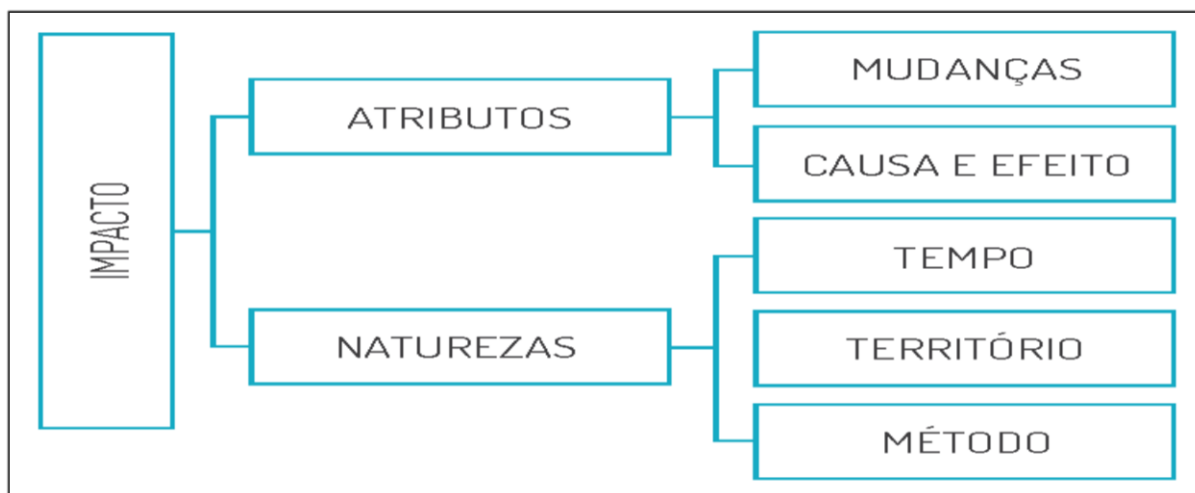 IMPACTO
ATRIBUTOS
MUDANÇAS
CAUSA E EFEITO
NATUREZAS
TEMPO
TERRITÓRIO
MÉTODO